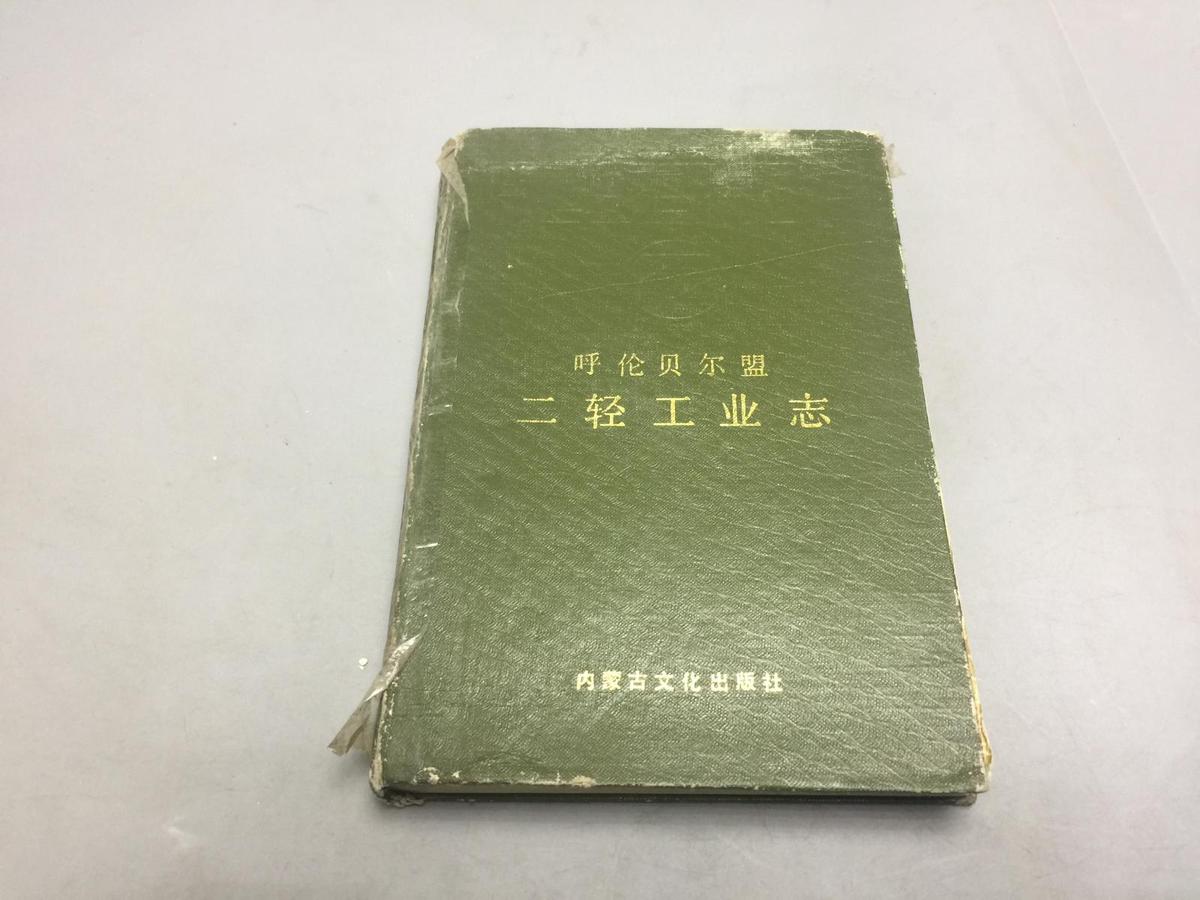 呼伦贝尔盟
二轻工业志
内蒙古文化出版社